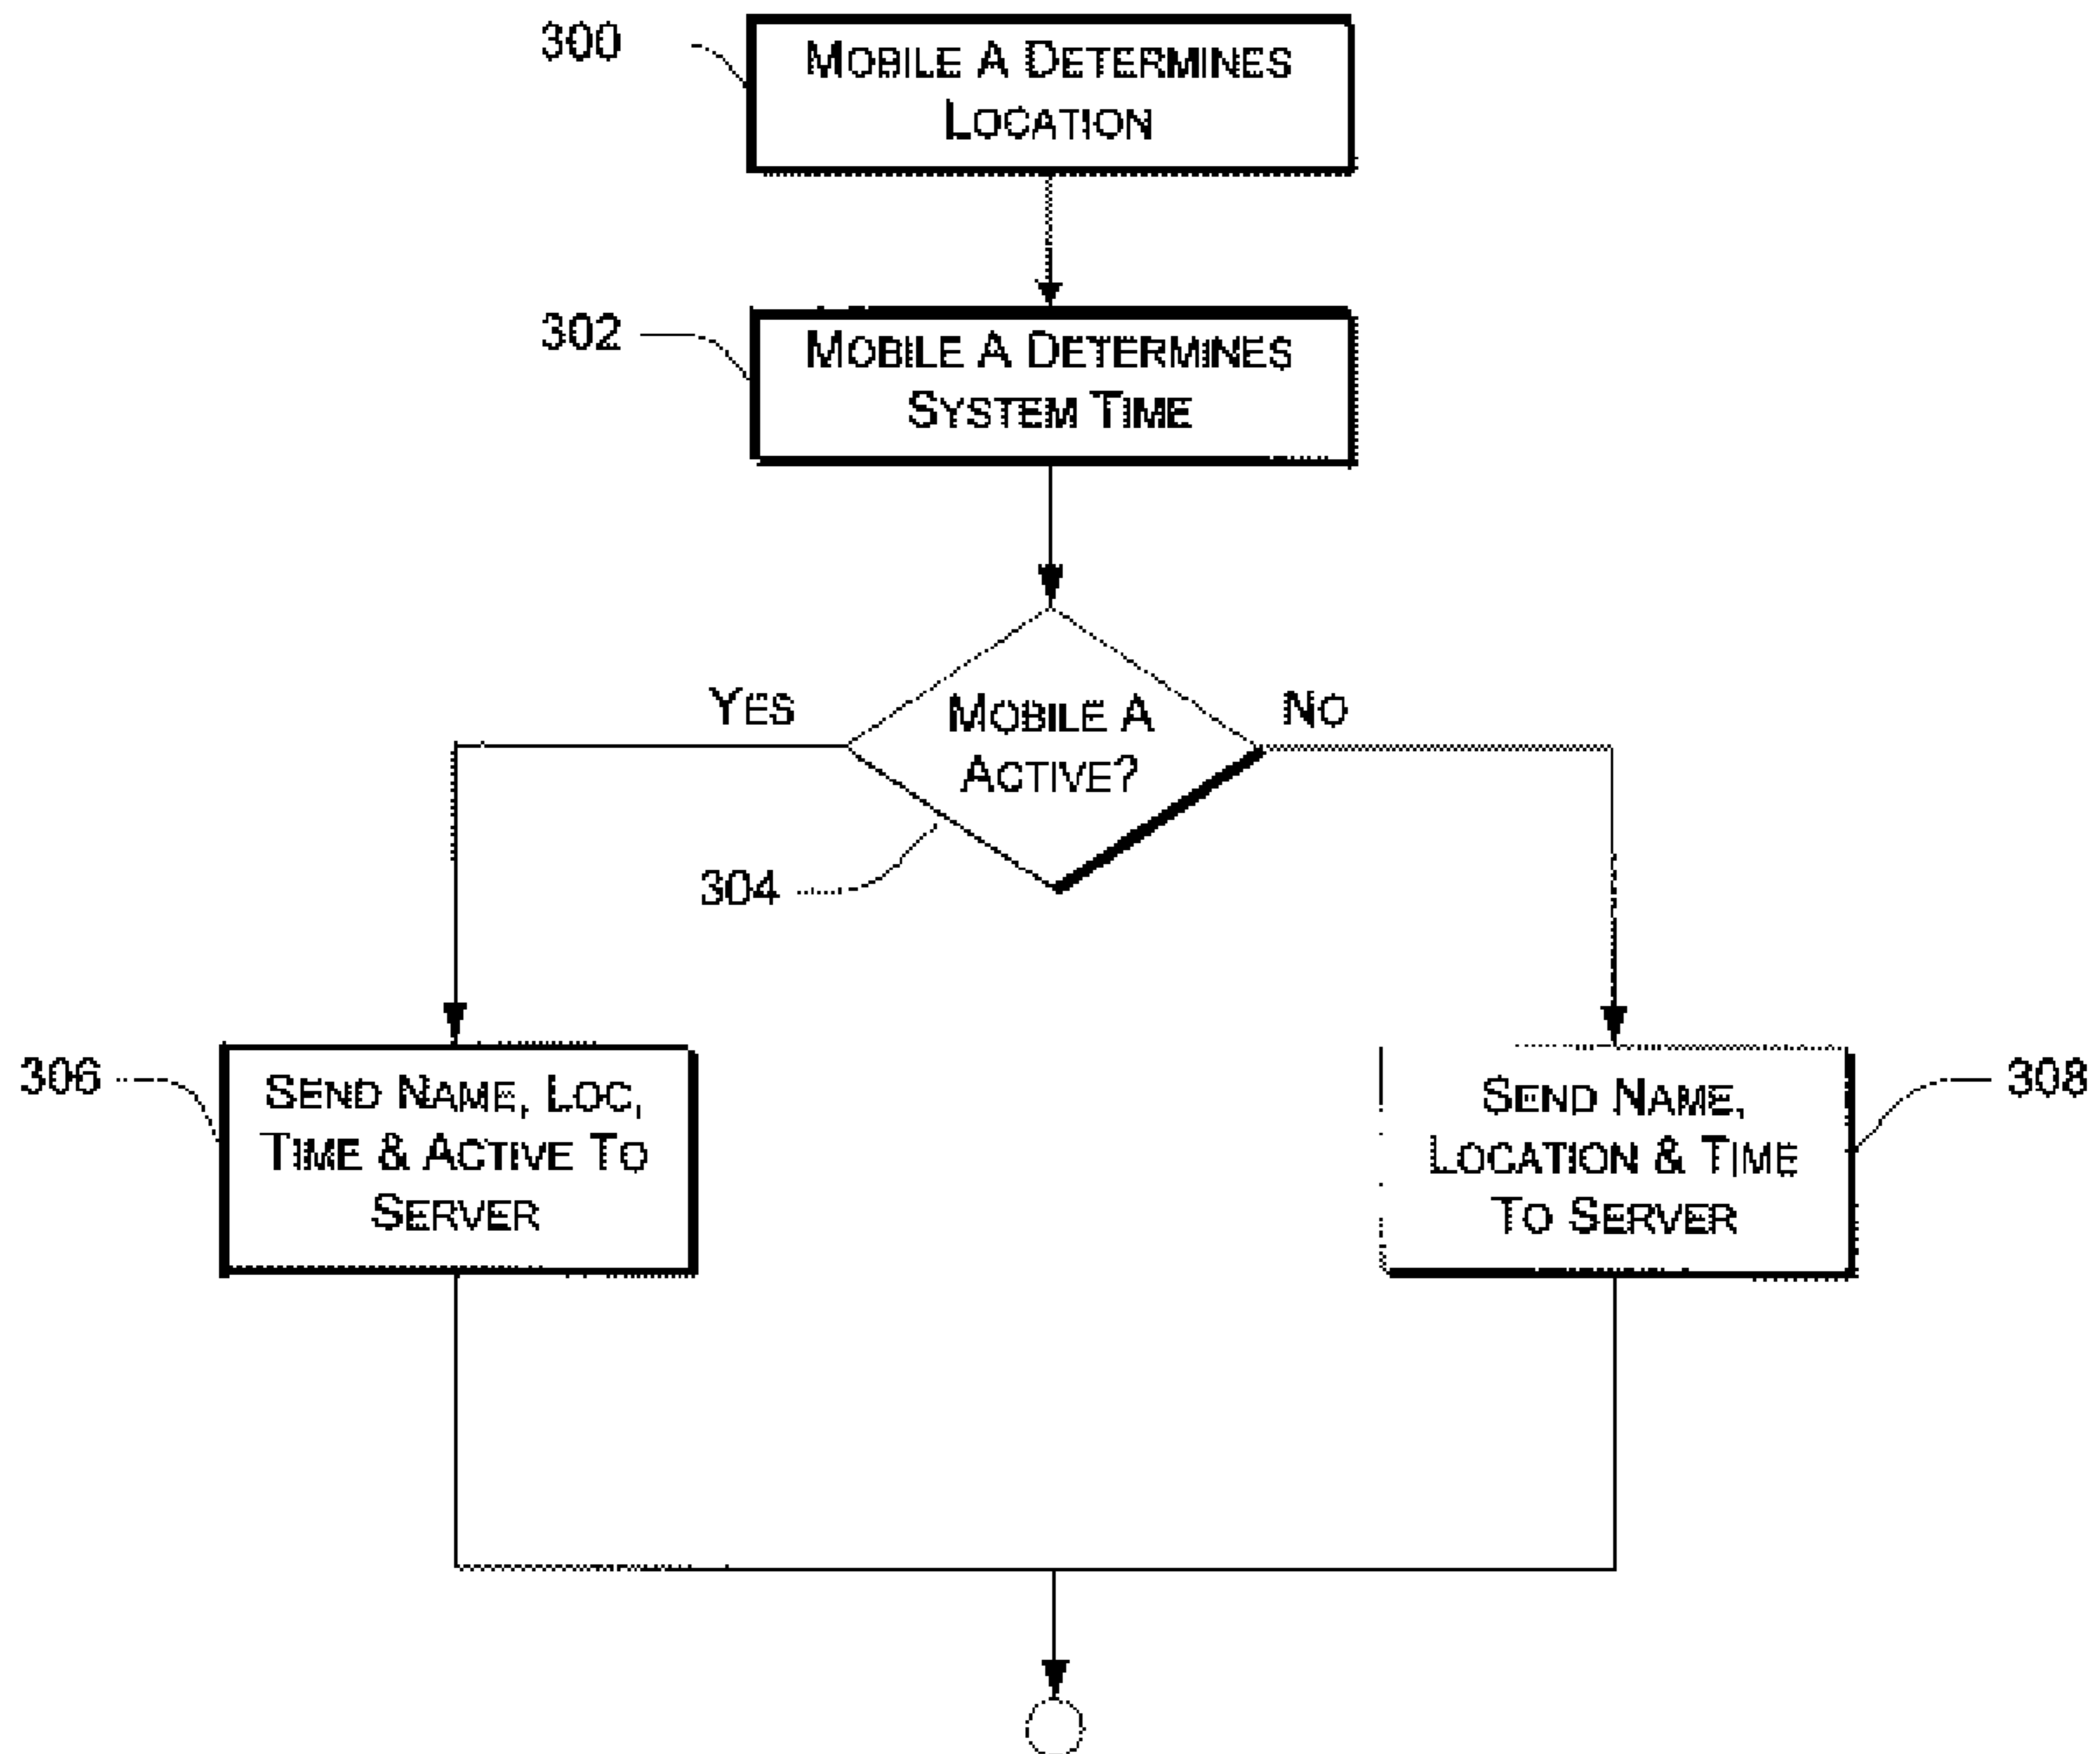 300
MOBILE A DETERMINES
LOCATION
302
MOBILE A DETERMINES
SYSTEM TIME
YES
MOBILE A
ACTIVE?
NO
304
306
SEND NAME, LOC,
TIME & ACTIVE TO
SERVER
SEND NAME,
LOCATION & TIME
TO SERVER
308